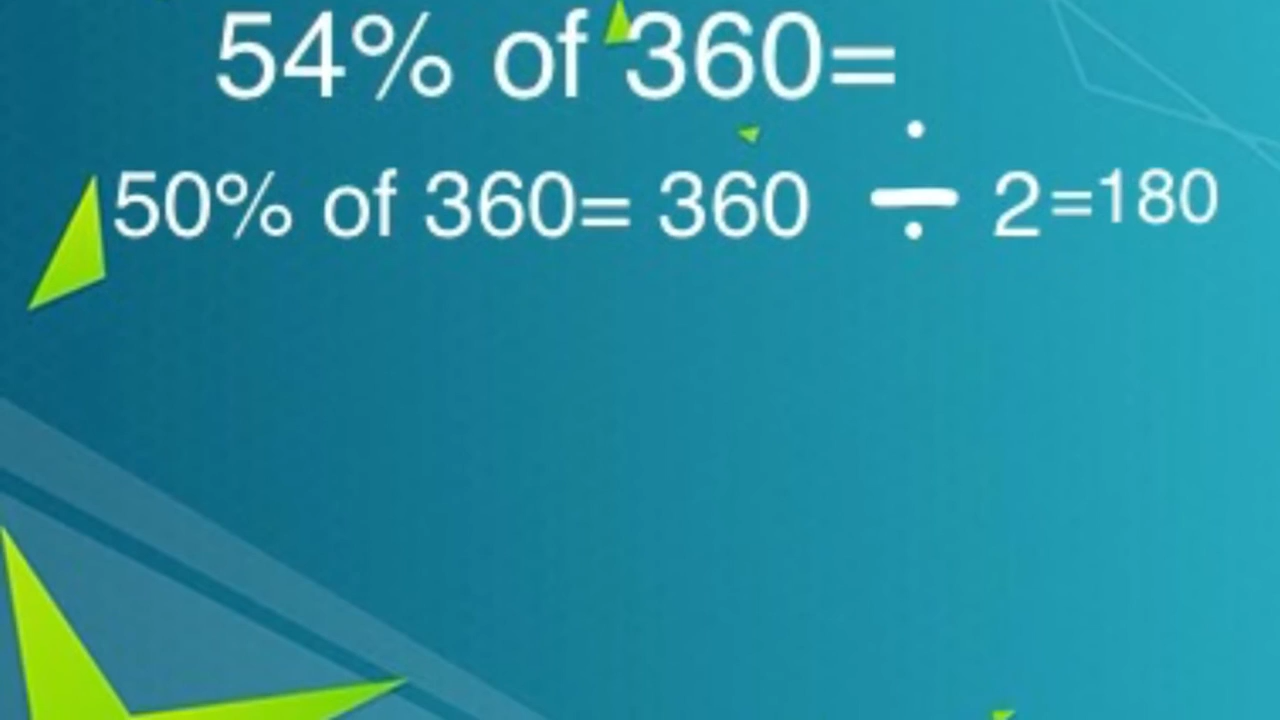 54% of 360=
50% of 360= 360 ÷ 2=180